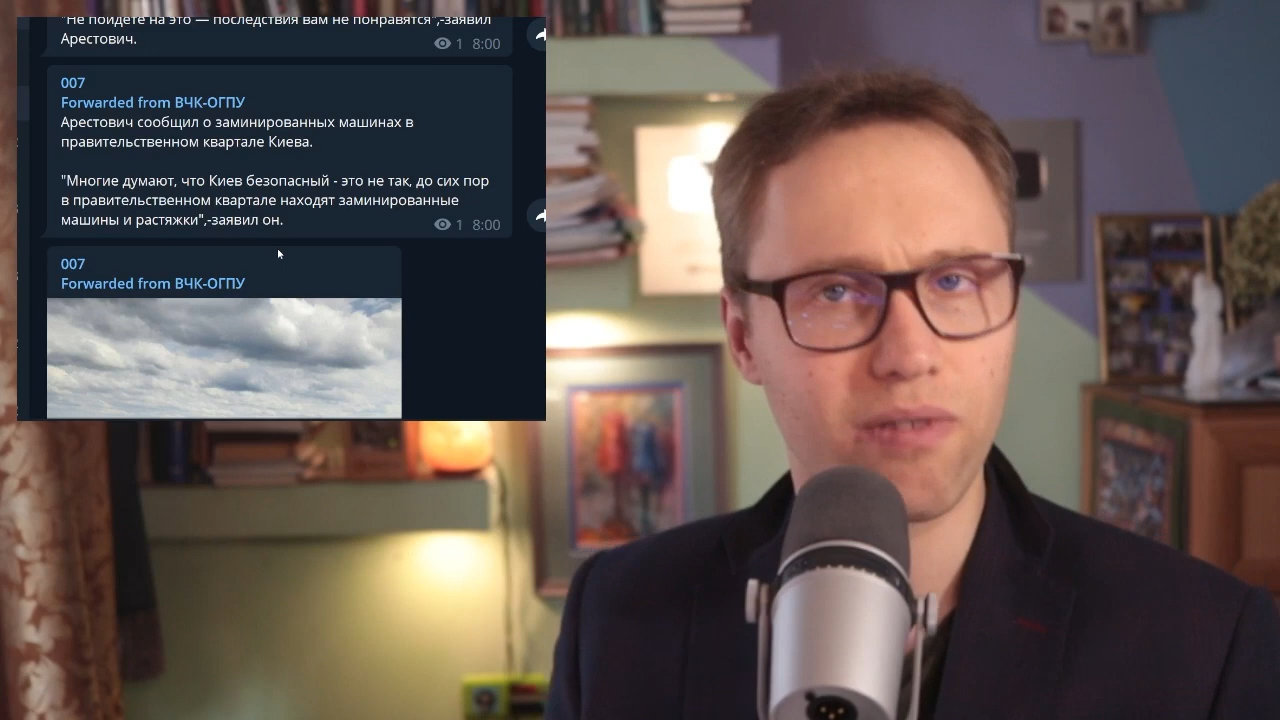 "Не пойдете на это — последствия вам не понравятся",-заявил
Арестович.
1 8:00
007
Forwarded from ВЧК-ОГПУ
Арестович сообщил о заминированных машинах в
правительственном квартале Киева.
"Многие думают, что Киев безопасный - это не так, до сих пор
в правительственном квартале находят заминированные
машины и растяжки",-заявил он.
1 8:00
007
Forwarded from ВЧК-ОГПУ